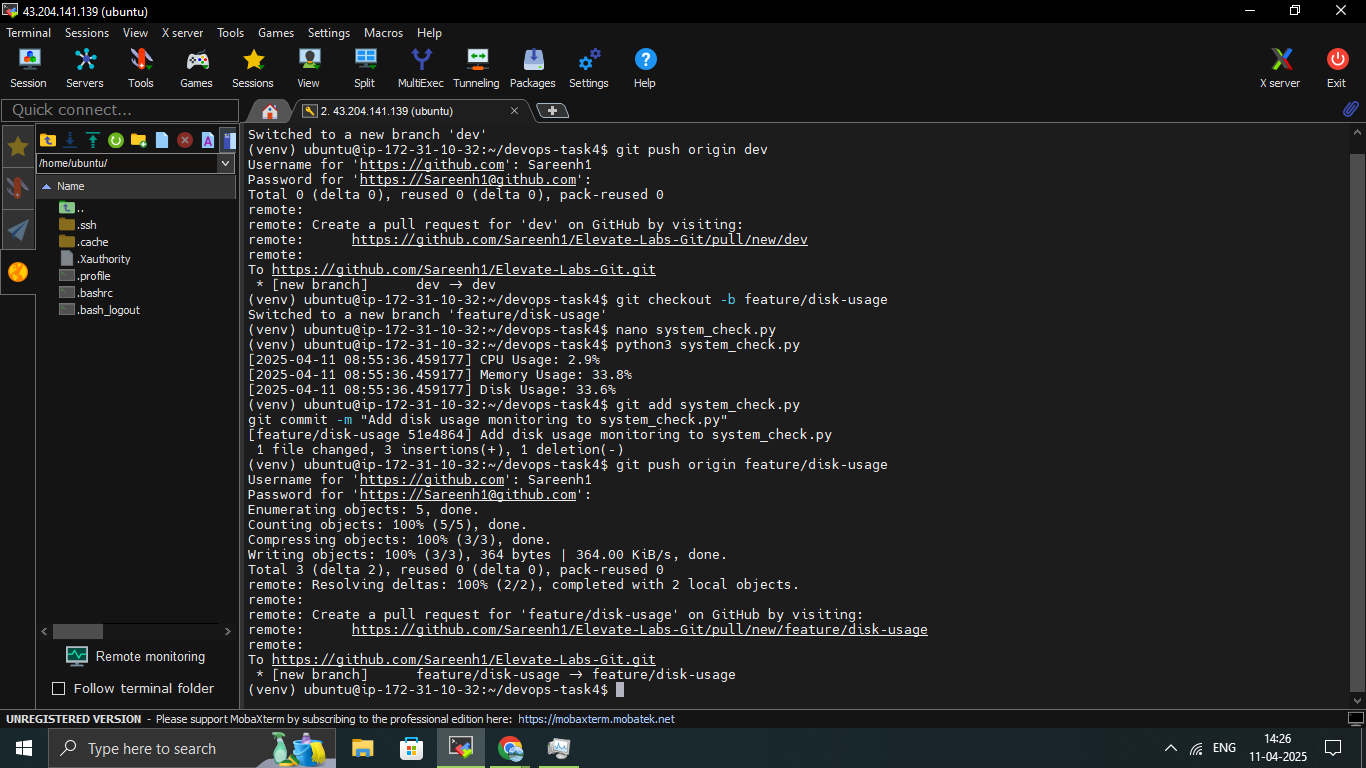 43.204.141.139 (ubuntu)
Terminal Sessions View X server Tools Games Settings Macros Help
Session Servers Tools Games Sessions View Split MultiExec Tunneling Packages Settings Help X server Exit
Quick connect...
2. 43.204.141.139 (ubuntu)
/home/ubuntu/
Name
..
.ssh
.cache
.Xauthority
.profile
.bashrc
.bash_logout
Remote monitoring
Follow terminal folder
Switched to a new branch 'dev'
(venv) ubuntu@ip-172-31-10-32:~/devops-task4$ git push origin dev
Username for 'https://github.com': Sareenh1
Password for 'https://Sareenh1@github.com':
Total 0 (delta 0), reused 0 (delta 0), pack-reused 0
remote:
remote: Create a pull request for 'dev' on GitHub by visiting:
remote:      https://github.com/Sareenh1/Elevate-Labs-Git/pull/new/dev
remote:
To https://github.com/Sareenh1/Elevate-Labs-Git.git
 * [new branch]      dev -> dev
(venv) ubuntu@ip-172-31-10-32:~/devops-task4$ git checkout -b feature/disk-usage
Switched to a new branch 'feature/disk-usage'
(venv) ubuntu@ip-172-31-10-32:~/devops-task4$ nano system_check.py
(venv) ubuntu@ip-172-31-10-32:~/devops-task4$ python3 system_check.py
[2025-04-11 08:55:36.459177] CPU Usage: 2.9%
[2025-04-11 08:55:36.459177] Memory Usage: 33.8%
[2025-04-11 08:55:36.459177] Disk Usage: 33.6%
(venv) ubuntu@ip-172-31-10-32:~/devops-task4$ git add system_check.py
git commit -m "Add disk usage monitoring to system_check.py"
[feature/disk-usage 51e4864] Add disk usage monitoring to system_check.py
 1 file changed, 3 insertions(+), 1 deletion(-)
(venv) ubuntu@ip-172-31-10-32:~/devops-task4$ git push origin feature/disk-usage
Username for 'https://github.com': Sareenh1
Password for 'https://Sareenh1@github.com':
Enumerating objects: 5, done.
Counting objects: 100% (5/5), done.
Compressing objects: 100% (3/3), done.
Writing objects: 100% (3/3), 364 bytes | 364.00 KiB/s, done.
Total 3 (delta 2), reused 0 (delta 0), pack-reused 0
remote: Resolving deltas: 100% (2/2), completed with 2 local objects.
remote:
remote: Create a pull request for 'feature/disk-usage' on GitHub by visiting:
remote:      https://github.com/Sareenh1/Elevate-Labs-Git/pull/new/feature/disk-usage
remote:
To https://github.com/Sareenh1/Elevate-Labs-Git.git
 * [new branch]      feature/disk-usage -> feature/disk-usage
(venv) ubuntu@ip-172-31-10-32:~/devops-task4$
UNREGISTERED VERSION - Please support MobaXterm by subscribing to the professional edition here: https://mobaxterm.mobatek.net
Type here to search
ENG
14:26
11-04-2025